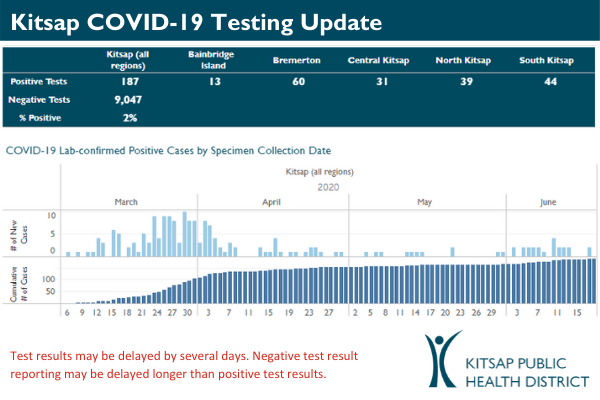 Kitsap COVID-19 Testing Update
Kitsap (all regions) Bainbridge Island Bremerton Central Kitsap North Kitsap South Kitsap
Positive Tests 187 13 60 31 39 44
Negative Tests 9,047
% Positive 2%
COVID-19 Lab-confirmed Positive Cases by Specimen Collection Date
Kitsap (all regions)
2020
March April May June
# of New Cases
10
5
0
Cumulative # of Cases
100
50
6 9 12 15 18 21 24 27 30 3 7 11 15 19 23 27 2 5 8 11 14 17 20 23 26 29 3 7 11 15
Test results may be delayed by several days. Negative test result
reporting may be delayed longer than positive test results.
KITSAP PUBLIC
HEALTH DISTRICT